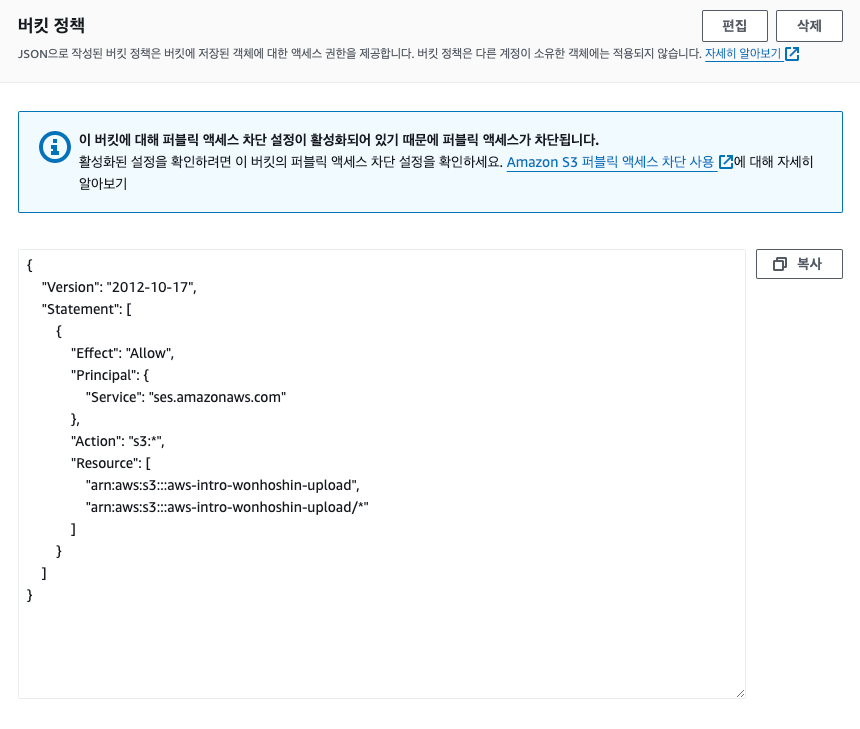 버킷 정책
편집
삭제
JSON으로 작성된 버킷 정책은 버킷에 저장된 객체에 대한 액세스 권한을 제공합니다. 버킷 정책은 다른 계정이 소유한 객체에는 적용되지 않습니다. 자세히 알아보기
이 버킷에 대해 퍼블릭 액세스 차단 설정이 활성화되어 있기 때문에 퍼블릭 액세스가 차단됩니다.
활성화된 설정을 확인하려면 이 버킷의 퍼블릭 액세스 차단 설정을 확인하세요. Amazon S3 퍼블릭 액세스 차단 사용 에 대해 자세히
알아보기
복사
{
    "Version": "2012-10-17",
    "Statement": [
        {
            "Effect": "Allow",
            "Principal": {
                "Service": "ses.amazonaws.com"
            },
            "Action": "s3:*",
            "Resource": [
                "arn:aws:s3:::aws-intro-wonhoshin-upload",
                "arn:aws:s3:::aws-intro-wonhoshin-upload/*"
            ]
        }
    ]
}